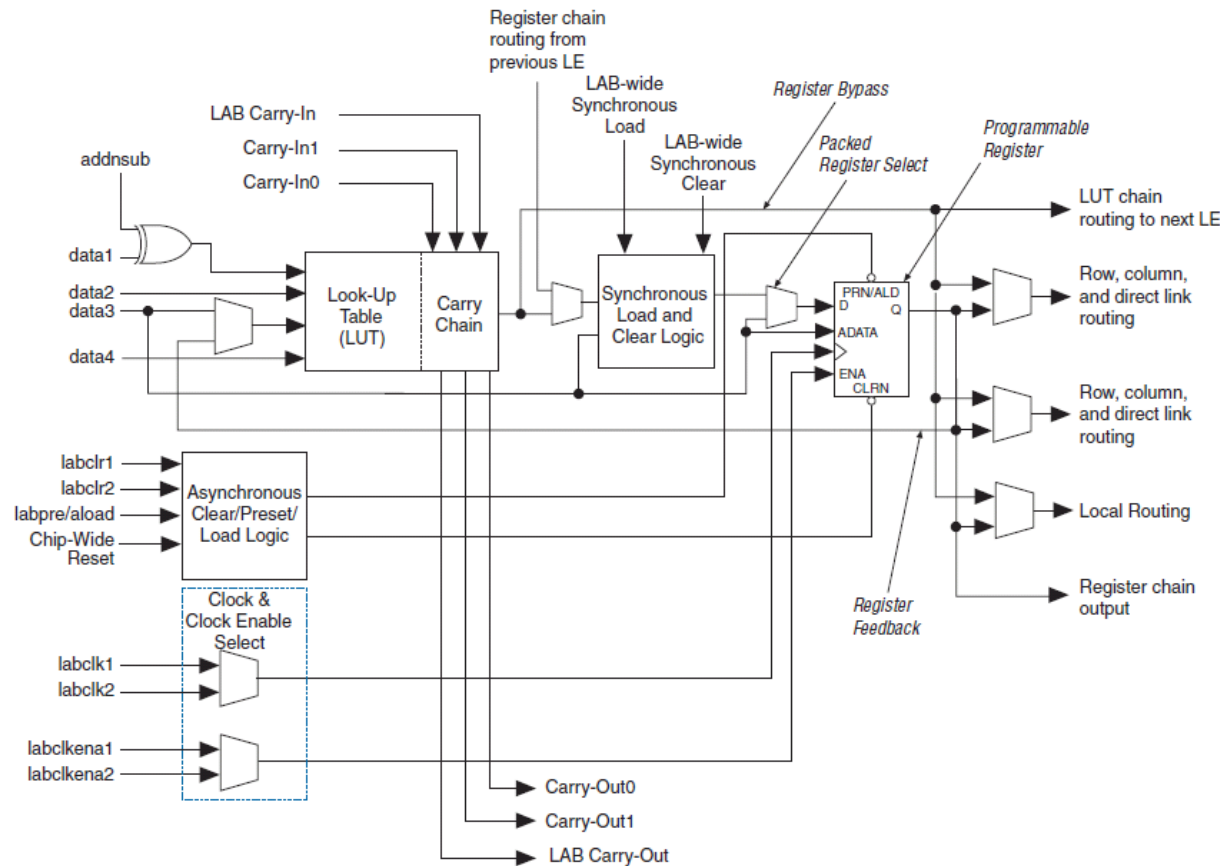 Register chain
routing from
previous LE
LAB-wide
Synchronous
Load
Register Bypass
LAB Carry-In
LAB-wide
Synchronous
Clear
Packed
Register Select
Programmable
Register
Carry-In1
addnsub
Carry-In0
LUT chain
routing to next LE
data1
data2
data3
data4
Look-Up
Table
(LUT)
Carry
Chain
Synchronous
Load and
Clear Logic
PRN/ALD
D
Q
ADATA
ENA
CLRN
Row, column,
and direct link
routing
Row, column,
and direct link
routing
labclr1
labclr2
labpre/aload
Chip-Wide
Reset
Asynchronous
Clear/Preset/
Load Logic
Local Routing
Clock &
Clock Enable
Select
Register
Feedback
Register chain
output
labclk1
labclk2
labclkena1
labclkena2
Carry-Out0
Carry-Out1
LAB Carry-Out